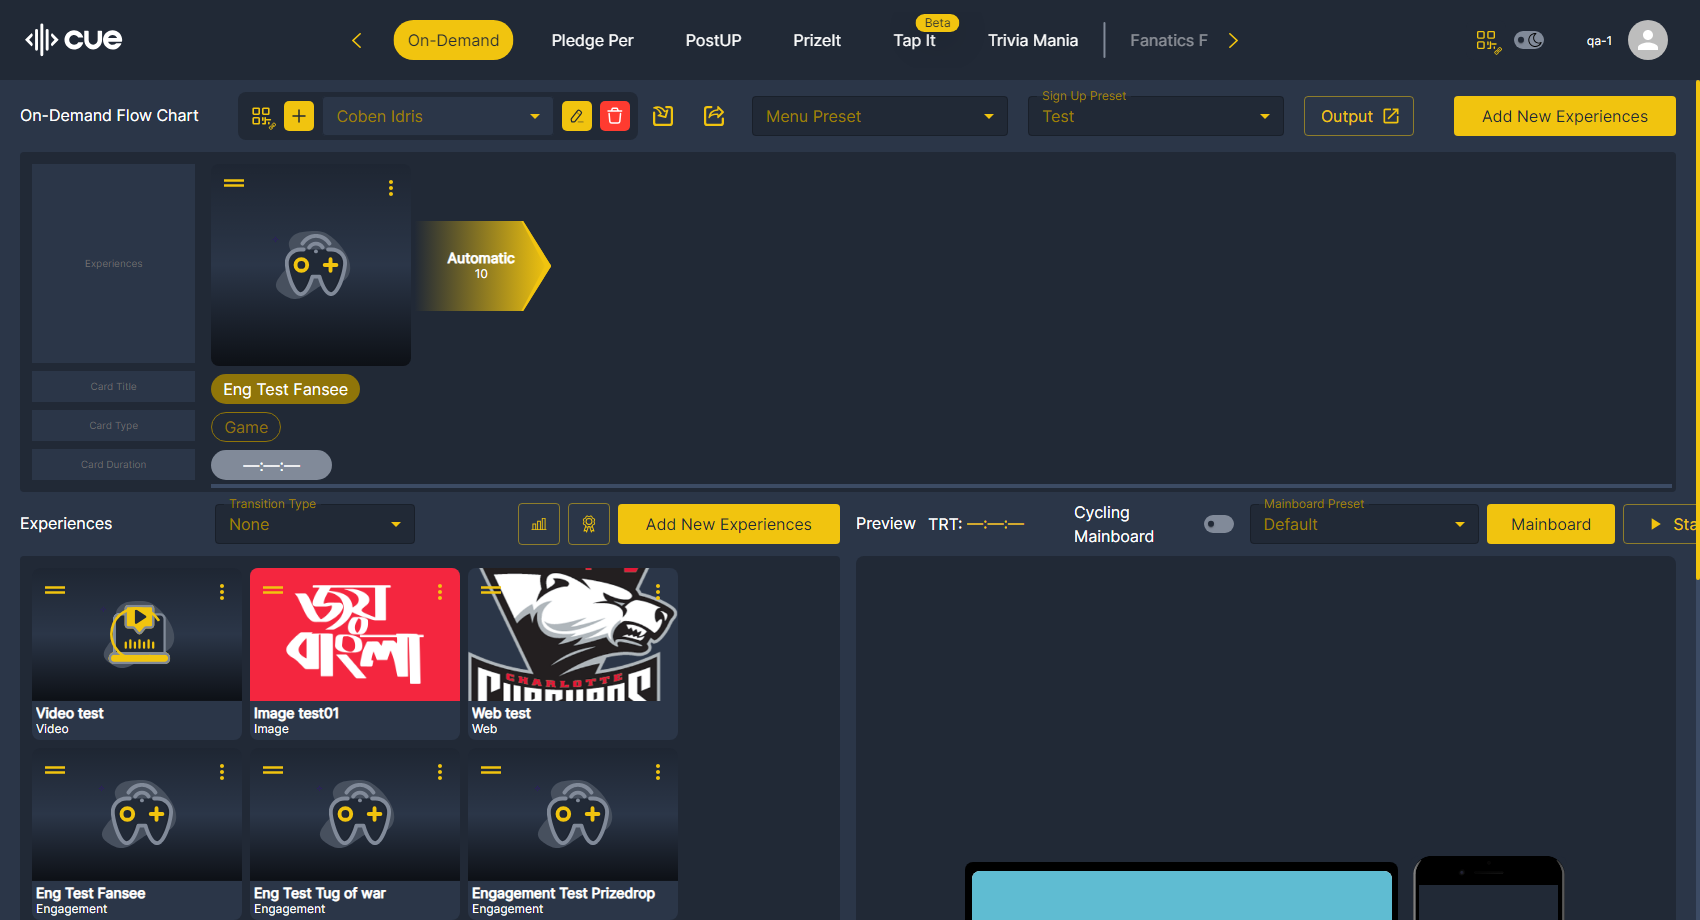 cue
On-Demand
Pledge Per
PostUP
PrizeIt
Beta
Tap It
Trivia Mania
Fanatics F
qa-1
On-Demand Flow Chart
Coben Idris
Menu Preset
Sign Up Preset
Test
Output
Add New Experiences
Experiences
Automatic
10
Card Title
Eng Test Fansee
Card Type
Game
Card Duration
—:—:—
Experiences
Transition Type
None
Add New Experiences
Preview
TRT: —:—:—
Cycling
Mainboard
Mainboard Preset
Default
Mainboard
Sta
জয়
বাংলা
CHARLOTTE
Video test
Video
Image test01
Image
Web test
Web
Eng Test Fansee
Engagement
Eng Test Tug of war
Engagement
Engagement Test Prizedrop
Engagement